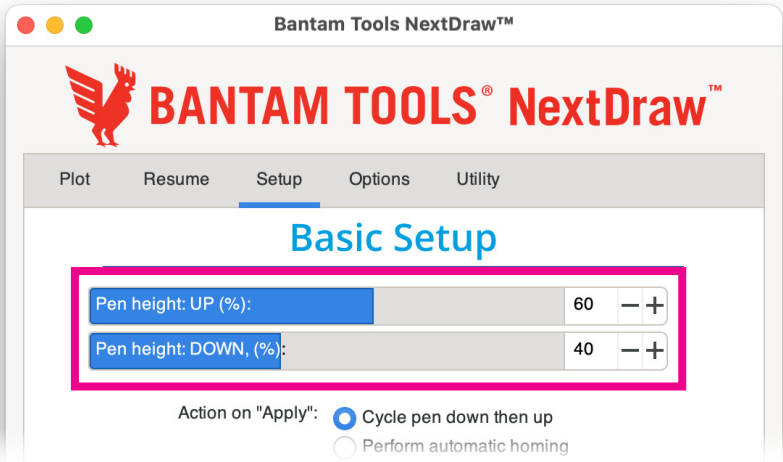 Bantam Tools NextDraw™
BANTAM TOOLS® NextDraw™
Plot Resume Setup Options Utility
Basic Setup
Pen height: UP (%): 60 −+
Pen height: DOWN, (%): 40 −+
Action on "Apply": Cycle pen down then up
Perform automatic homing